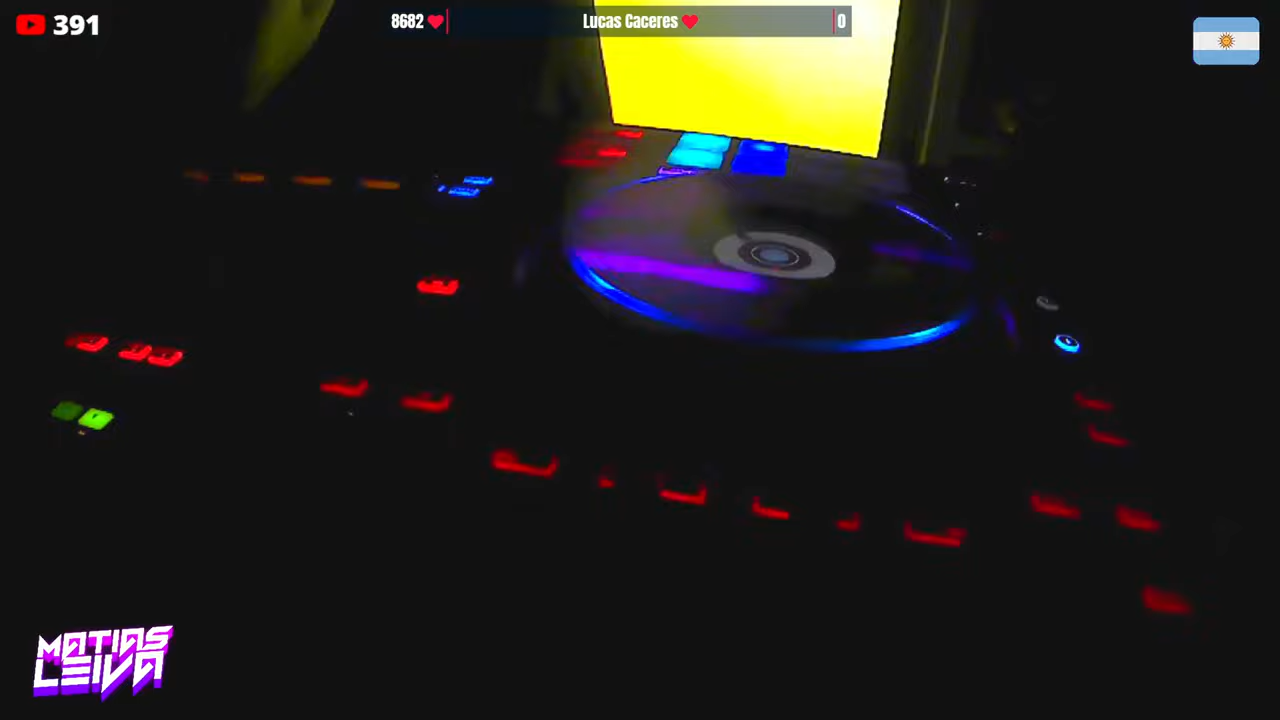 391
8682 ❤ Lucas Caceres ❤ 0
MATIAS
LEIVA